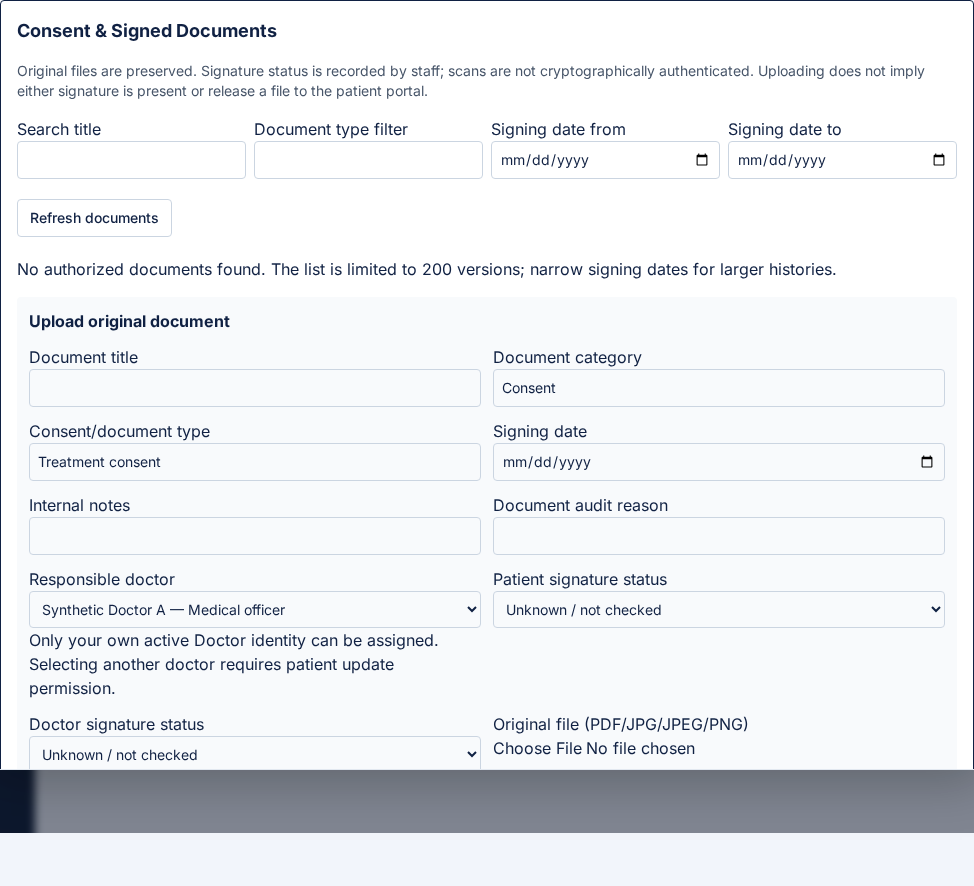 Consent & Signed Documents
Original files are preserved. Signature status is recorded by staff; scans are not cryptographically authenticated. Uploading does not imply
either signature is present or release a file to the patient portal.
Search title
Document type filter
Signing date from
Signing date to
mm/dd/yyyy
mm/dd/yyyy
Refresh documents
No authorized documents found. The list is limited to 200 versions; narrow signing dates for larger histories.
Upload original document
Document title
Document category
Consent
Consent/document type
Signing date
Treatment consent
mm/dd/yyyy
Internal notes
Document audit reason
Responsible doctor
Patient signature status
Synthetic Doctor A — Medical officer
Unknown / not checked
Only your own active Doctor identity can be assigned.
Selecting another doctor requires patient update
permission.
Doctor signature status
Original file (PDF/JPG/JPEG/PNG)
Unknown / not checked
Choose File No file chosen